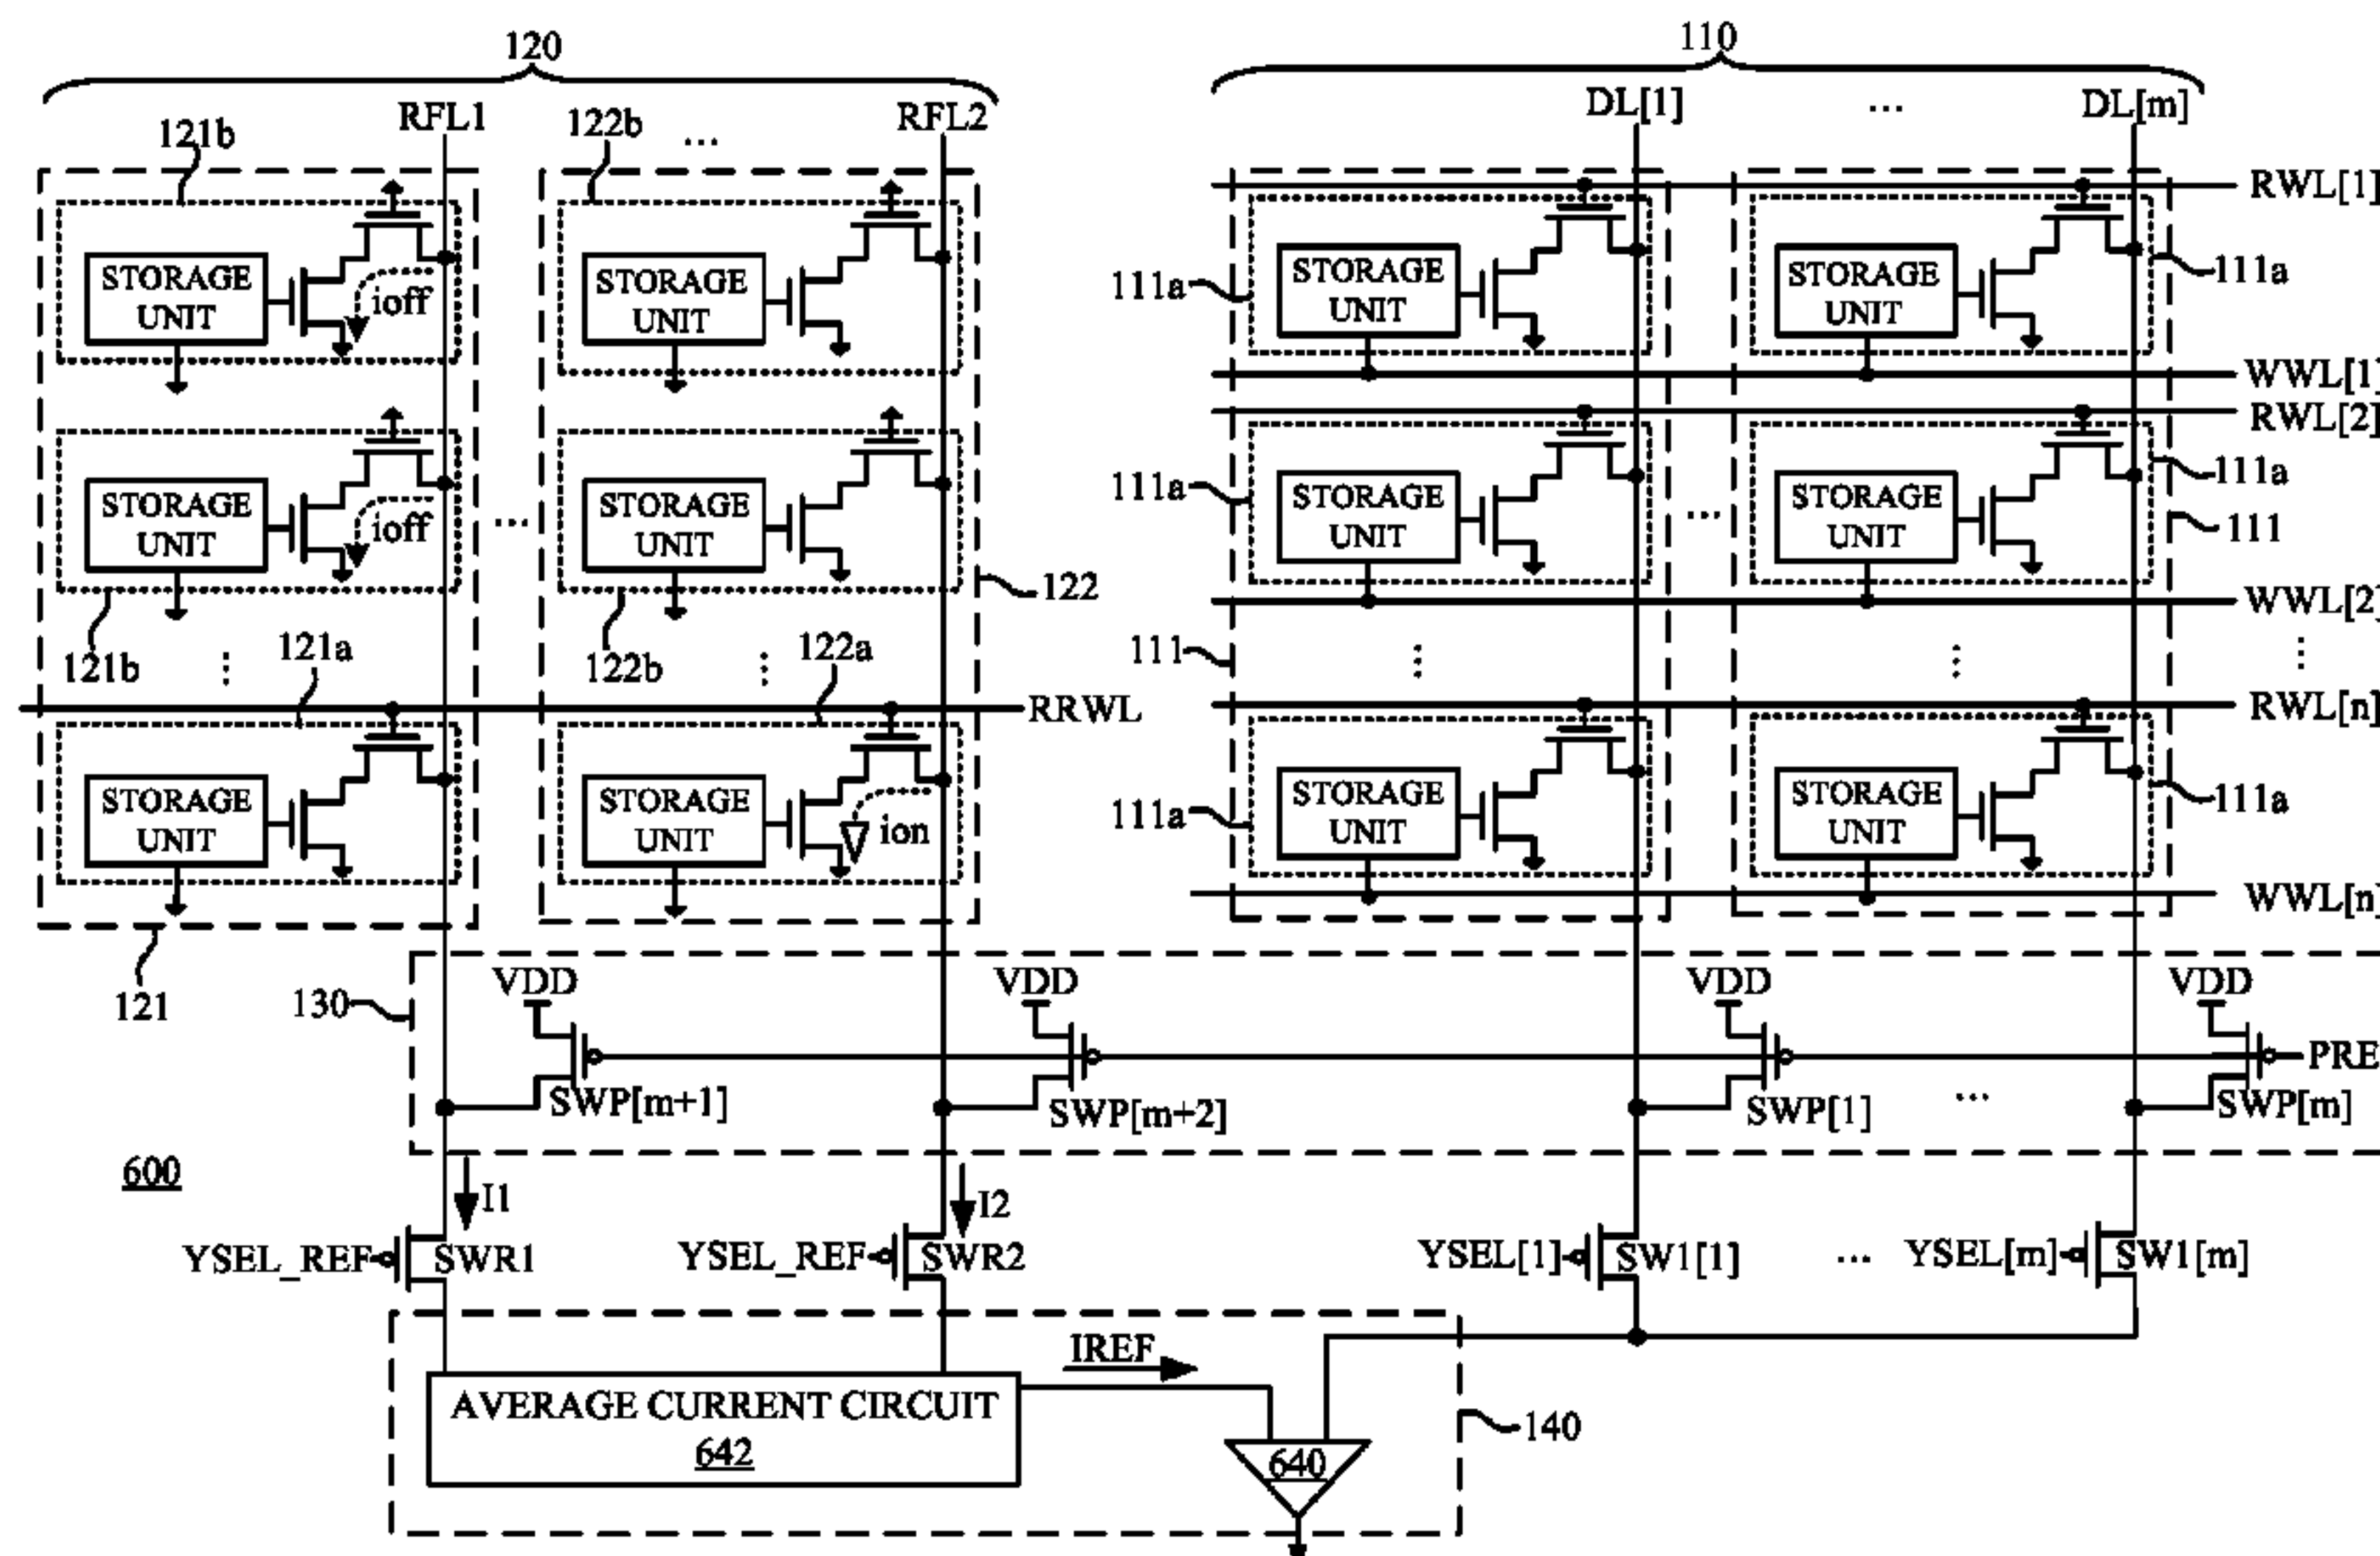 120
110
RFL1
RFL2
DL[1]
...
DL[m]
121b
122b
...
RWL[1]
STORAGE UNIT
ioff
STORAGE UNIT
111a
STORAGE UNIT
STORAGE UNIT
111a
WWL[1]
RWL[2]
STORAGE UNIT
ioff
...
STORAGE UNIT
111a
STORAGE UNIT
...
STORAGE UNIT
111a
111
122
WWL[2]
121b
121a
122b
122a
111
RRWL
RWL[n]
STORAGE UNIT
STORAGE UNIT
ion
111a
STORAGE UNIT
STORAGE UNIT
111a
WWL[n]
121
130
VDD
VDD
VDD
VDD
PRE
SWP[m+1]
SWP[m+2]
SWP[1]
...
SWP[m]
600
I1
I2
YSEL_REF
SWR1
YSEL_REF
SWR2
YSEL[1]
SW1[1]
...
YSEL[m]
SW1[m]
IREF
AVERAGE CURRENT CIRCUIT
642
640
140